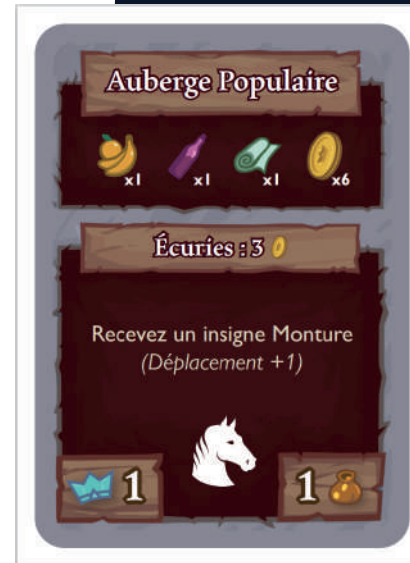 Auberge Populaire
x1 x1 x1 x6
Écuries : 3
Recevez un insigne Monture
(Déplacement +1)
1 1